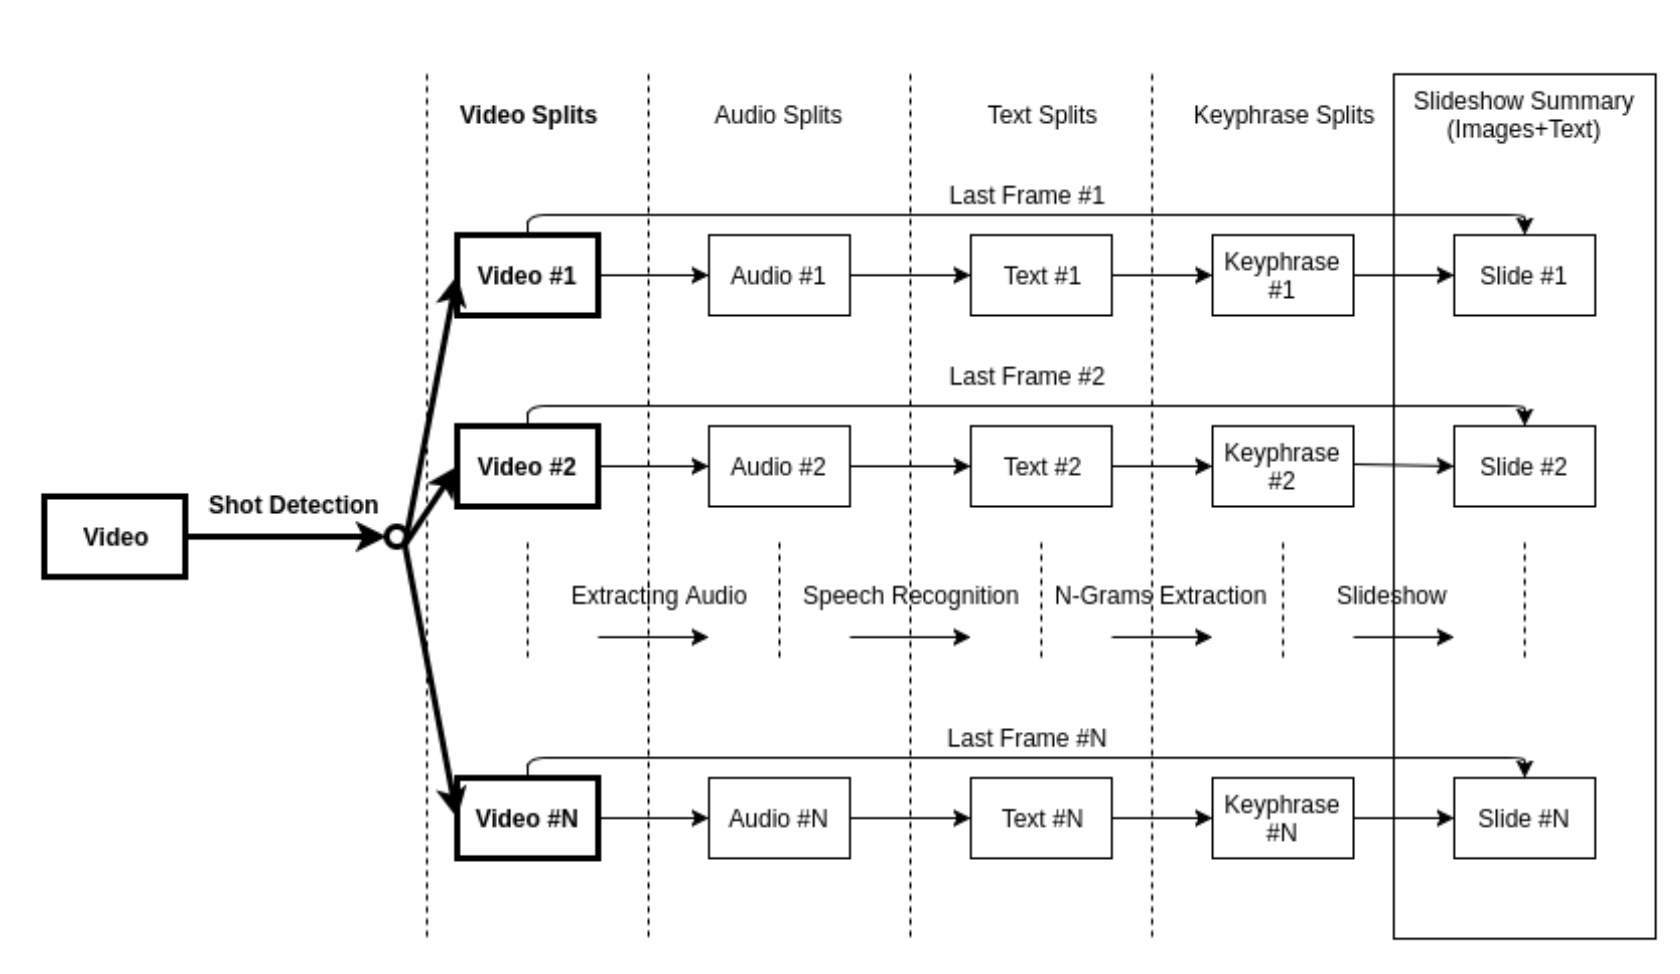 Video Splits
Audio Splits
Text Splits
Keyphrase Splits
Slideshow Summary
(Images+Text)
Last Frame #1
Video #1
Audio #1
Text #1
Keyphrase
#1
Slide #1
Last Frame #2
Video #2
Audio #2
Text #2
Keyphrase
#2
Slide #2
Video
Shot Detection
Extracting Audio
Speech Recognition
N-Grams Extraction
Slideshow
Last Frame #N
Video #N
Audio #N
Text #N
Keyphrase
#N
Slide #N